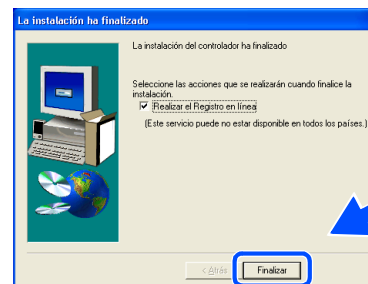 La instalación ha finalizado
La instalación del controlador ha finalizado
Seleccione las acciones que se realizarán cuando finalice la
instalación.
Realizar el Registro en línea
(Este servicio puede no estar disponible en todos los países.)
< Atrás
Finalizar